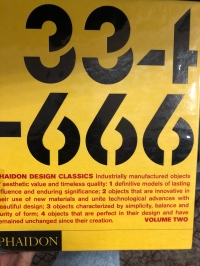 334
-666
PHAIDON DESIGN CLASSICS Industrially manufactured objects
of aesthetic value and timeless quality: 1 definitive models of lasting
influence and enduring significance; 2 objects that are innovative in
their use of new materials and unite technological advances with
beautiful design; 3 objects characterized by simplicity, balance and
purity of form; 4 objects that are perfect in their design and have
remained unchanged since their creation. VOLUME TWO
PHAIDON